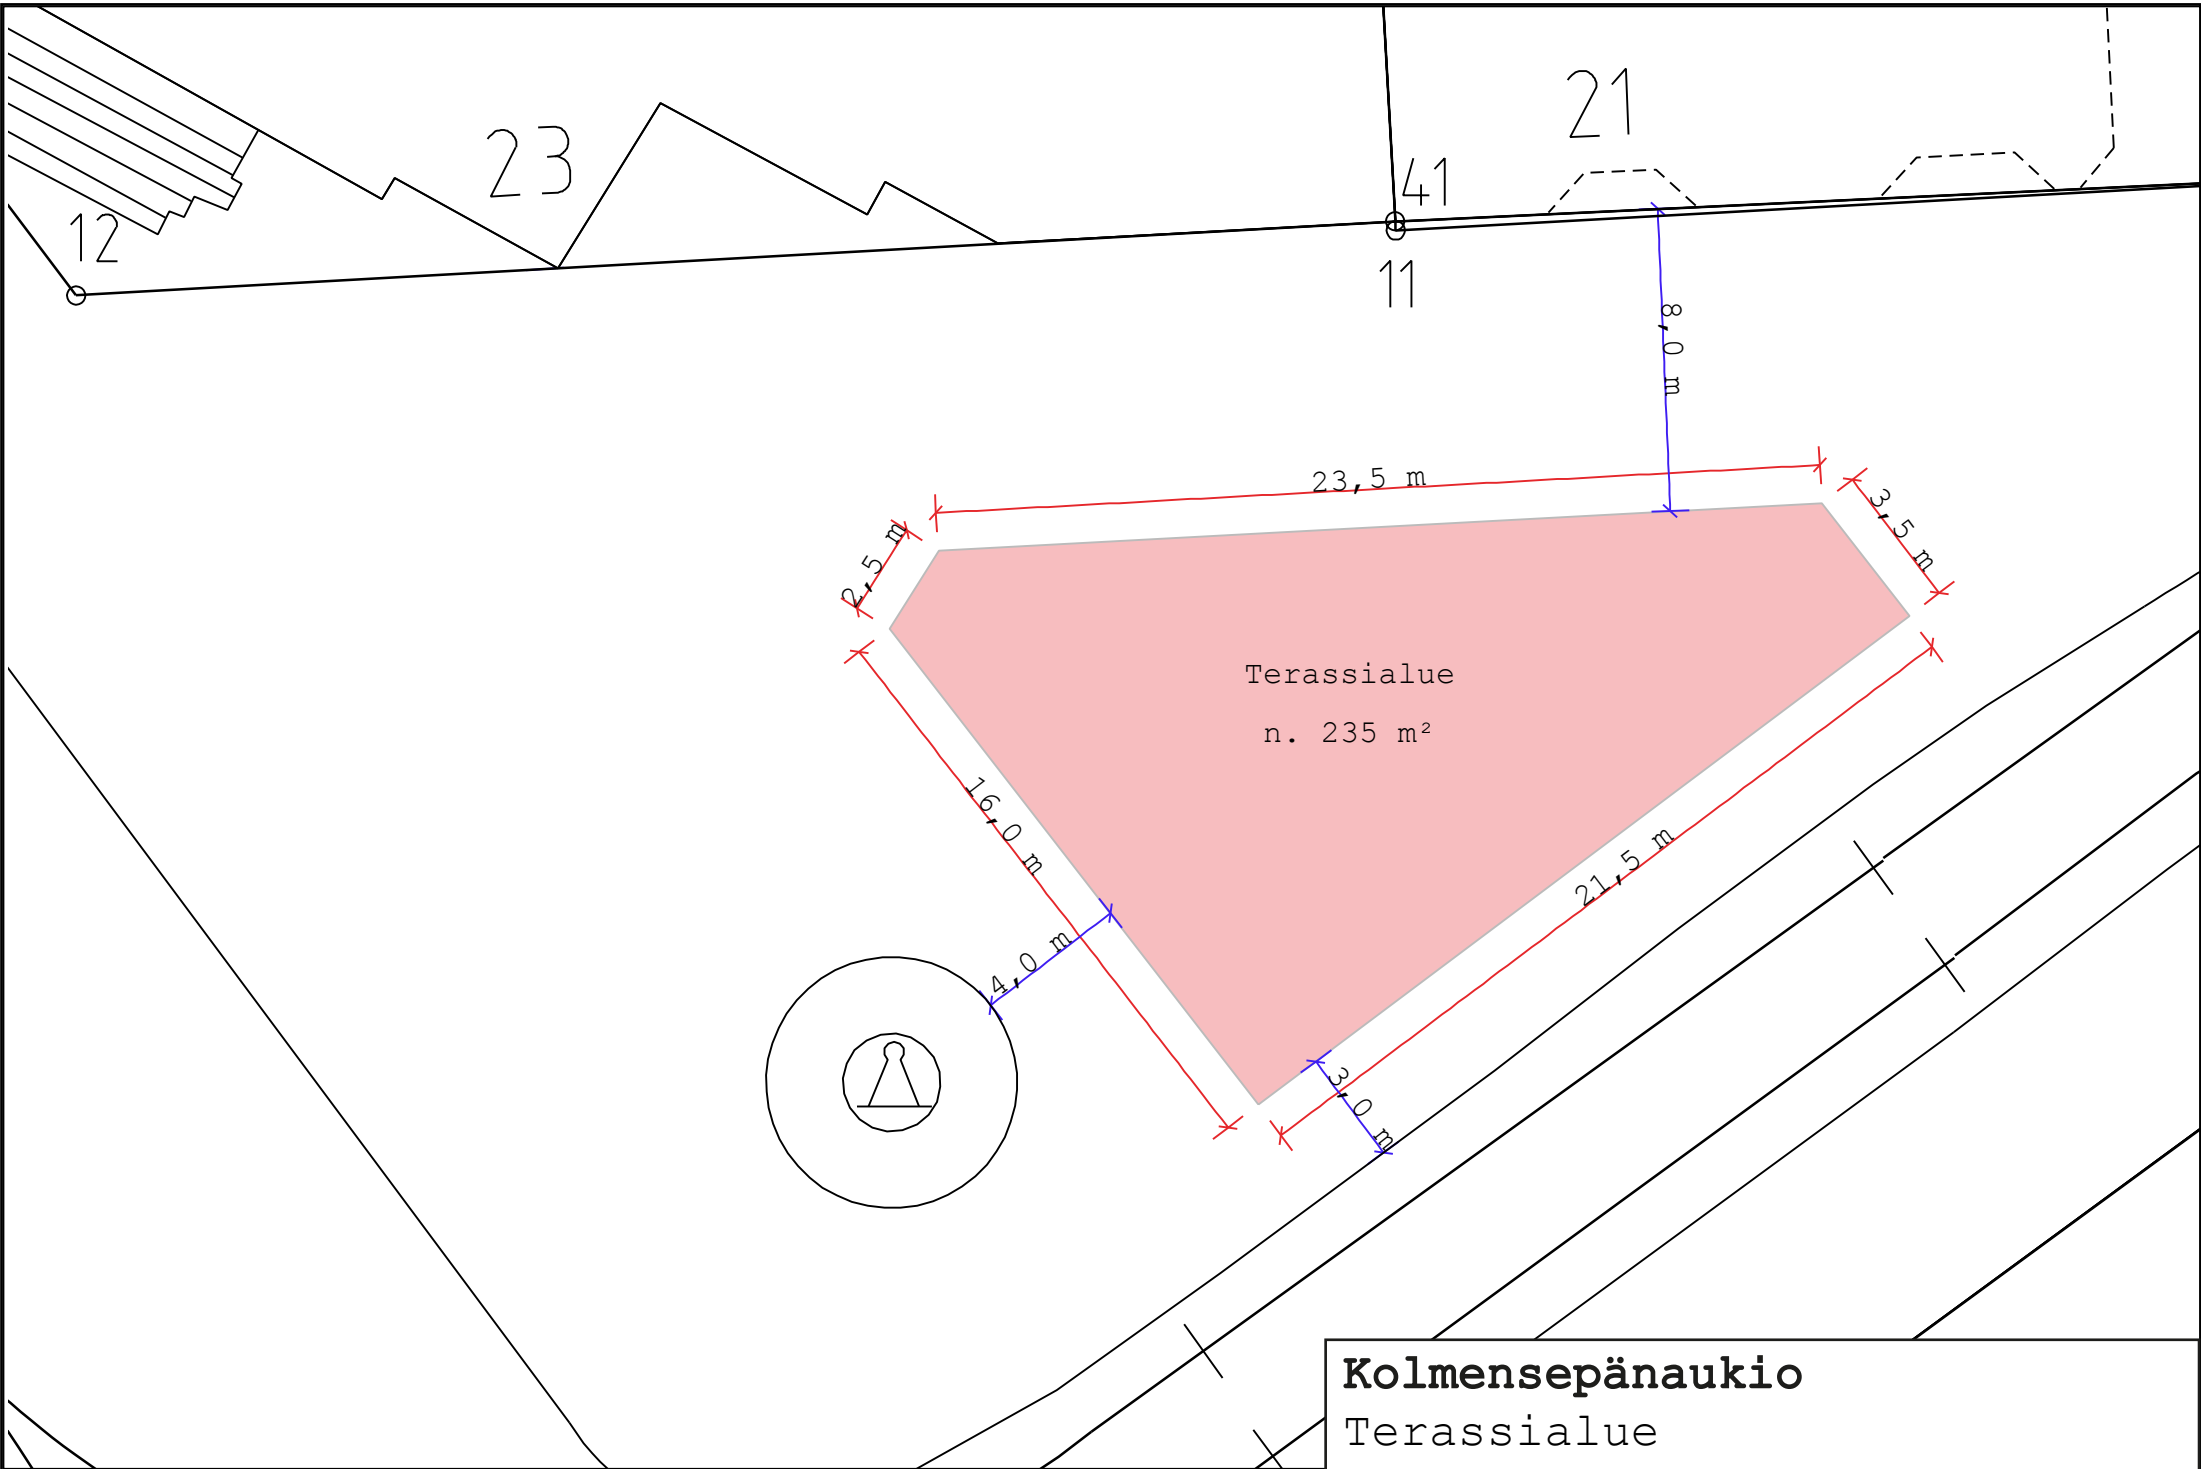 21
23
41
12
11
8,0 m
23,5 m
3,5 m
2,5 m
Terassialue
n. 235 m²
16,0 m
21,5 m
4,0 m
3,0 m
Kolmensepänaukio
Terassialue